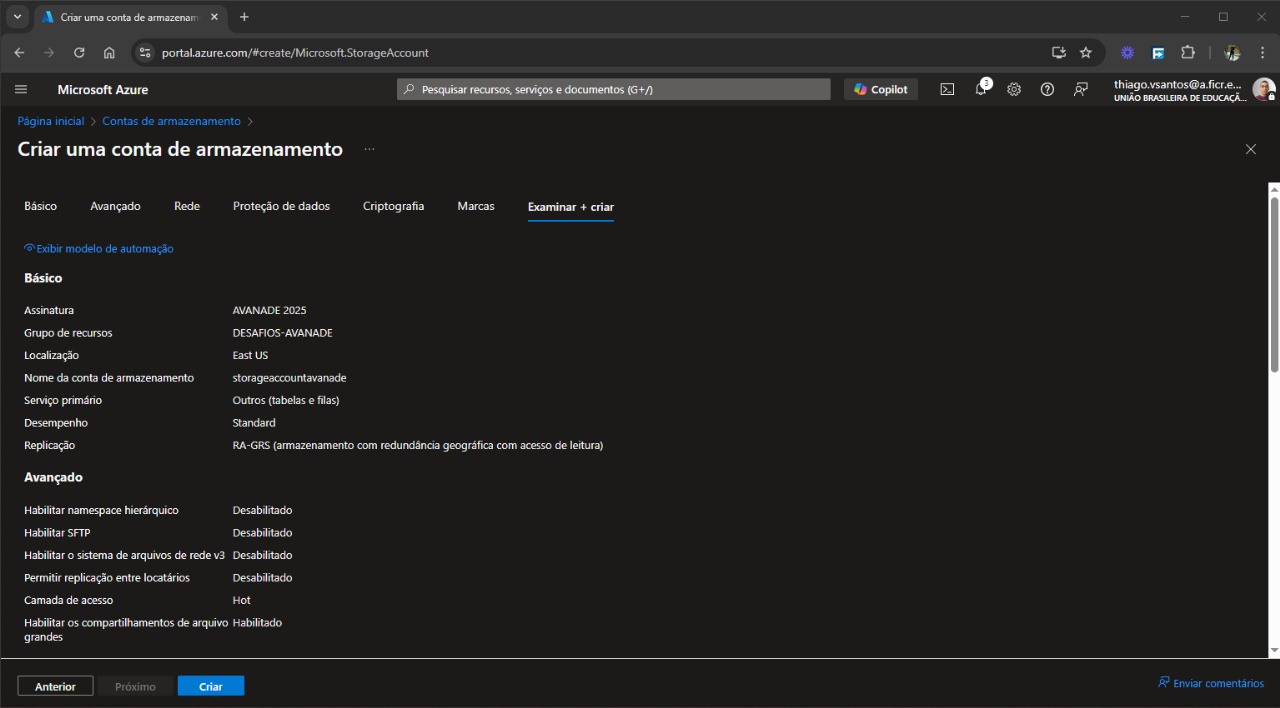 Criar uma conta de armazenam
portal.azure.com/#create/Microsoft.StorageAccount
Microsoft Azure
Pesquisar recursos, serviços e documentos (G+/)
Copilot
3
thiago.vsantos@a.ficr.e...
UNIÃO BRASILEIRA DE EDUCAÇÃ...
Página inicial > Contas de armazenamento >
Criar uma conta de armazenamento ...
Básico Avançado Rede Proteção de dados Criptografia Marcas Examinar + criar
Exibir modelo de automação
Básico
Assinatura AVANADE 2025
Grupo de recursos DESAFIOS-AVANADE
Localização East US
Nome da conta de armazenamento storageaccountavanade
Serviço primário Outros (tabelas e filas)
Desempenho Standard
Replicação RA-GRS (armazenamento com redundância geográfica com acesso de leitura)
Avançado
Habilitar namespace hierárquico Desabilitado
Habilitar SFTP Desabilitado
Habilitar o sistema de arquivos de rede v3 Desabilitado
Permitir replicação entre locatários Desabilitado
Camada de acesso Hot
Habilitar os compartilhamentos de arquivo Habilitado
grandes
Anterior Próximo Criar
Enviar comentários